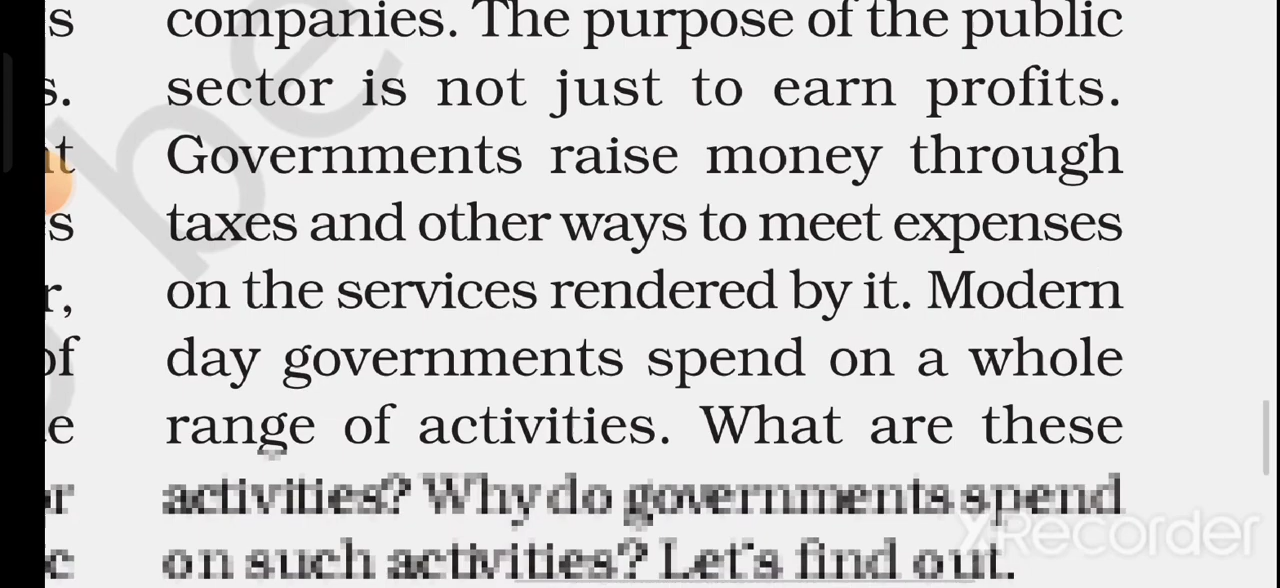 companies. The purpose of the public
sector is not just to earn profits.
Governments raise money through
taxes and other ways to meet expenses
on the services rendered by it. Modern
day governments spend on a whole
range of activities. What are these
activities? Why do governments spend
on such activities? Let's find out.
XRecorder